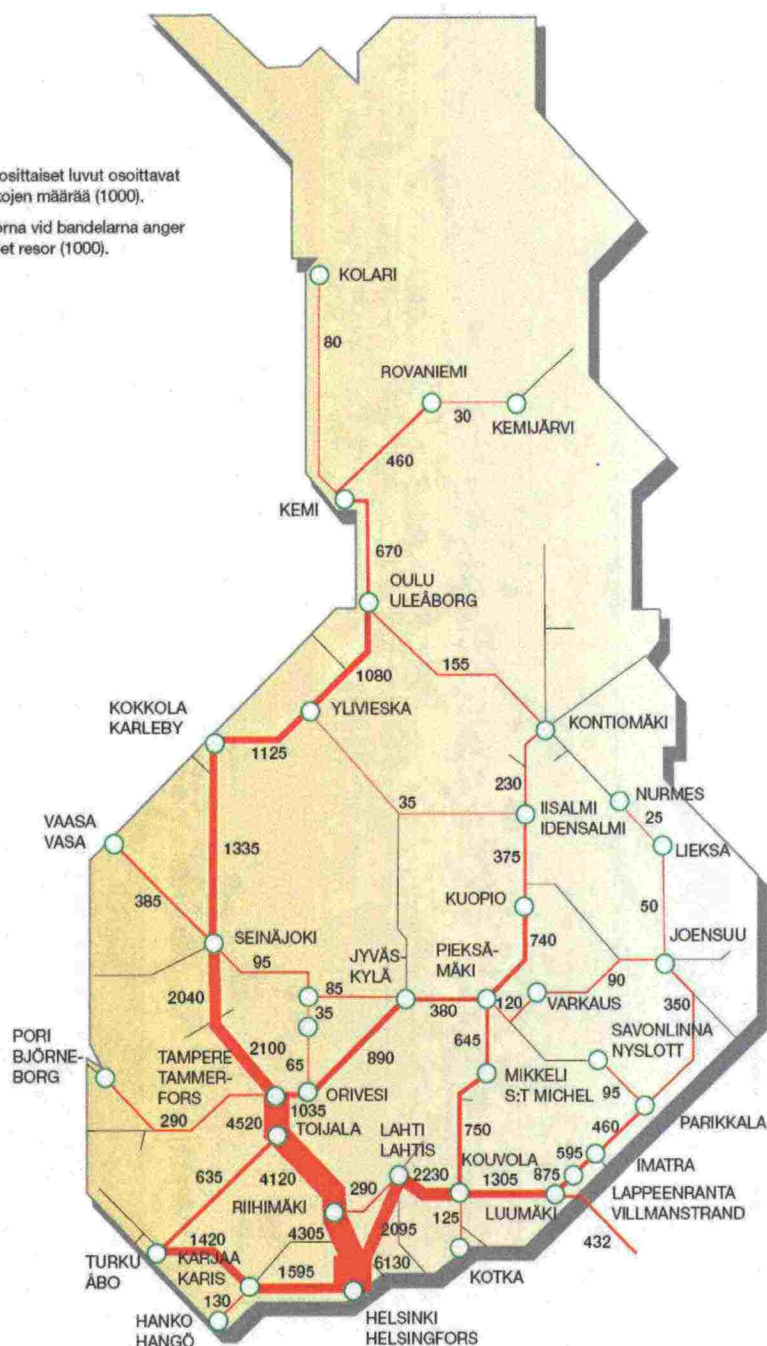 osittaiset luvut osoittavat
kojen määrää (1000).
orna vid bandelarna anger
et resor (1000).
KOLARI
80
ROVANIEMI
30
KEMIJÄRVI
460
KEMI
670
OULU
ULEÅBORG
155
1080
KOKKOLA
KARLEBY
YLIVIESKA
KONTIOMÄKI
1125
230
NURMES
35
IISALMI
IDENSALMI
25
VAASA
VASA
1335
LIEKSA
375
385
KUOPIO
50
SEINÄJOKI
JOENSUU
740
95
JYVÄS-
KYLÄ
PIEKSÄ-
MÄKI
90
2040
85
380
120
VARKAUS
350
35
SAVONLINNA
NYSLOTT
PORI
BJÖRNE-
BORG
2100
890
645
TAMPERE
TAMMER-
FORS
65
MIKKELI
S:T MICHEL
95
ORIVESI
1035
PARIKKALA
290
4520
TOIJALA
750
460
LAHTI
LAHTIS
595
IMATRA
635
4120
KOUVOLA
290
2230
1305
875
LAPPEENRANTA
VILLMANSTRAND
RIIHIMÄKI
LUUMÄKI
125
1420
4305
2095
432
TURKU
ÅBO
KARJAA
KARIS
1595
6130
KOTKA
130
HANKO
HANGÖ
HELSINKI
HELSINGFORS